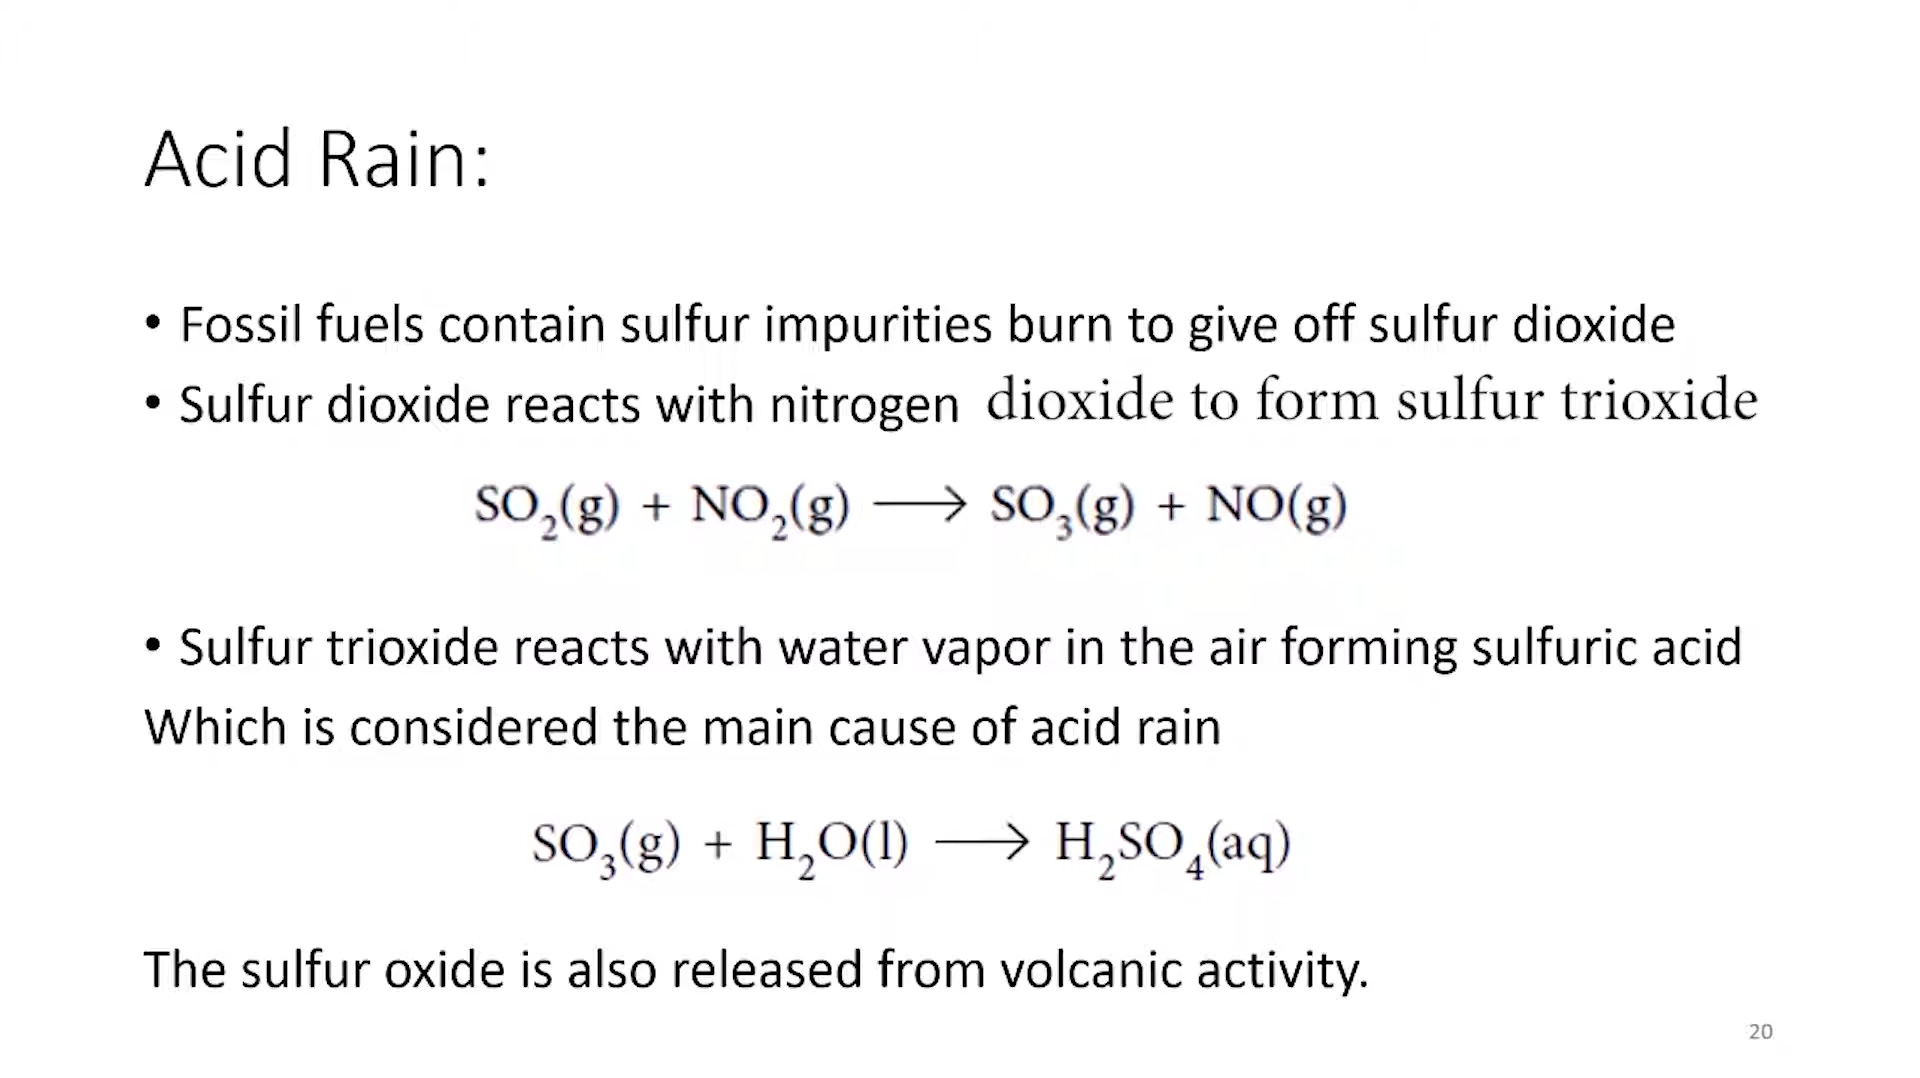 Acid Rain:
• Fossil fuels contain sulfur impurities burn to give off sulfur dioxide
• Sulfur dioxide reacts with nitrogen dioxide to form sulfur trioxide
SO₂(g) + NO₂(g) ⟶ SO₃(g) + NO(g)
• Sulfur trioxide reacts with water vapor in the air forming sulfuric acid
Which is considered the main cause of acid rain
SO₃(g) + H₂O(l) ⟶ H₂SO₄(aq)
The sulfur oxide is also released from volcanic activity.
20